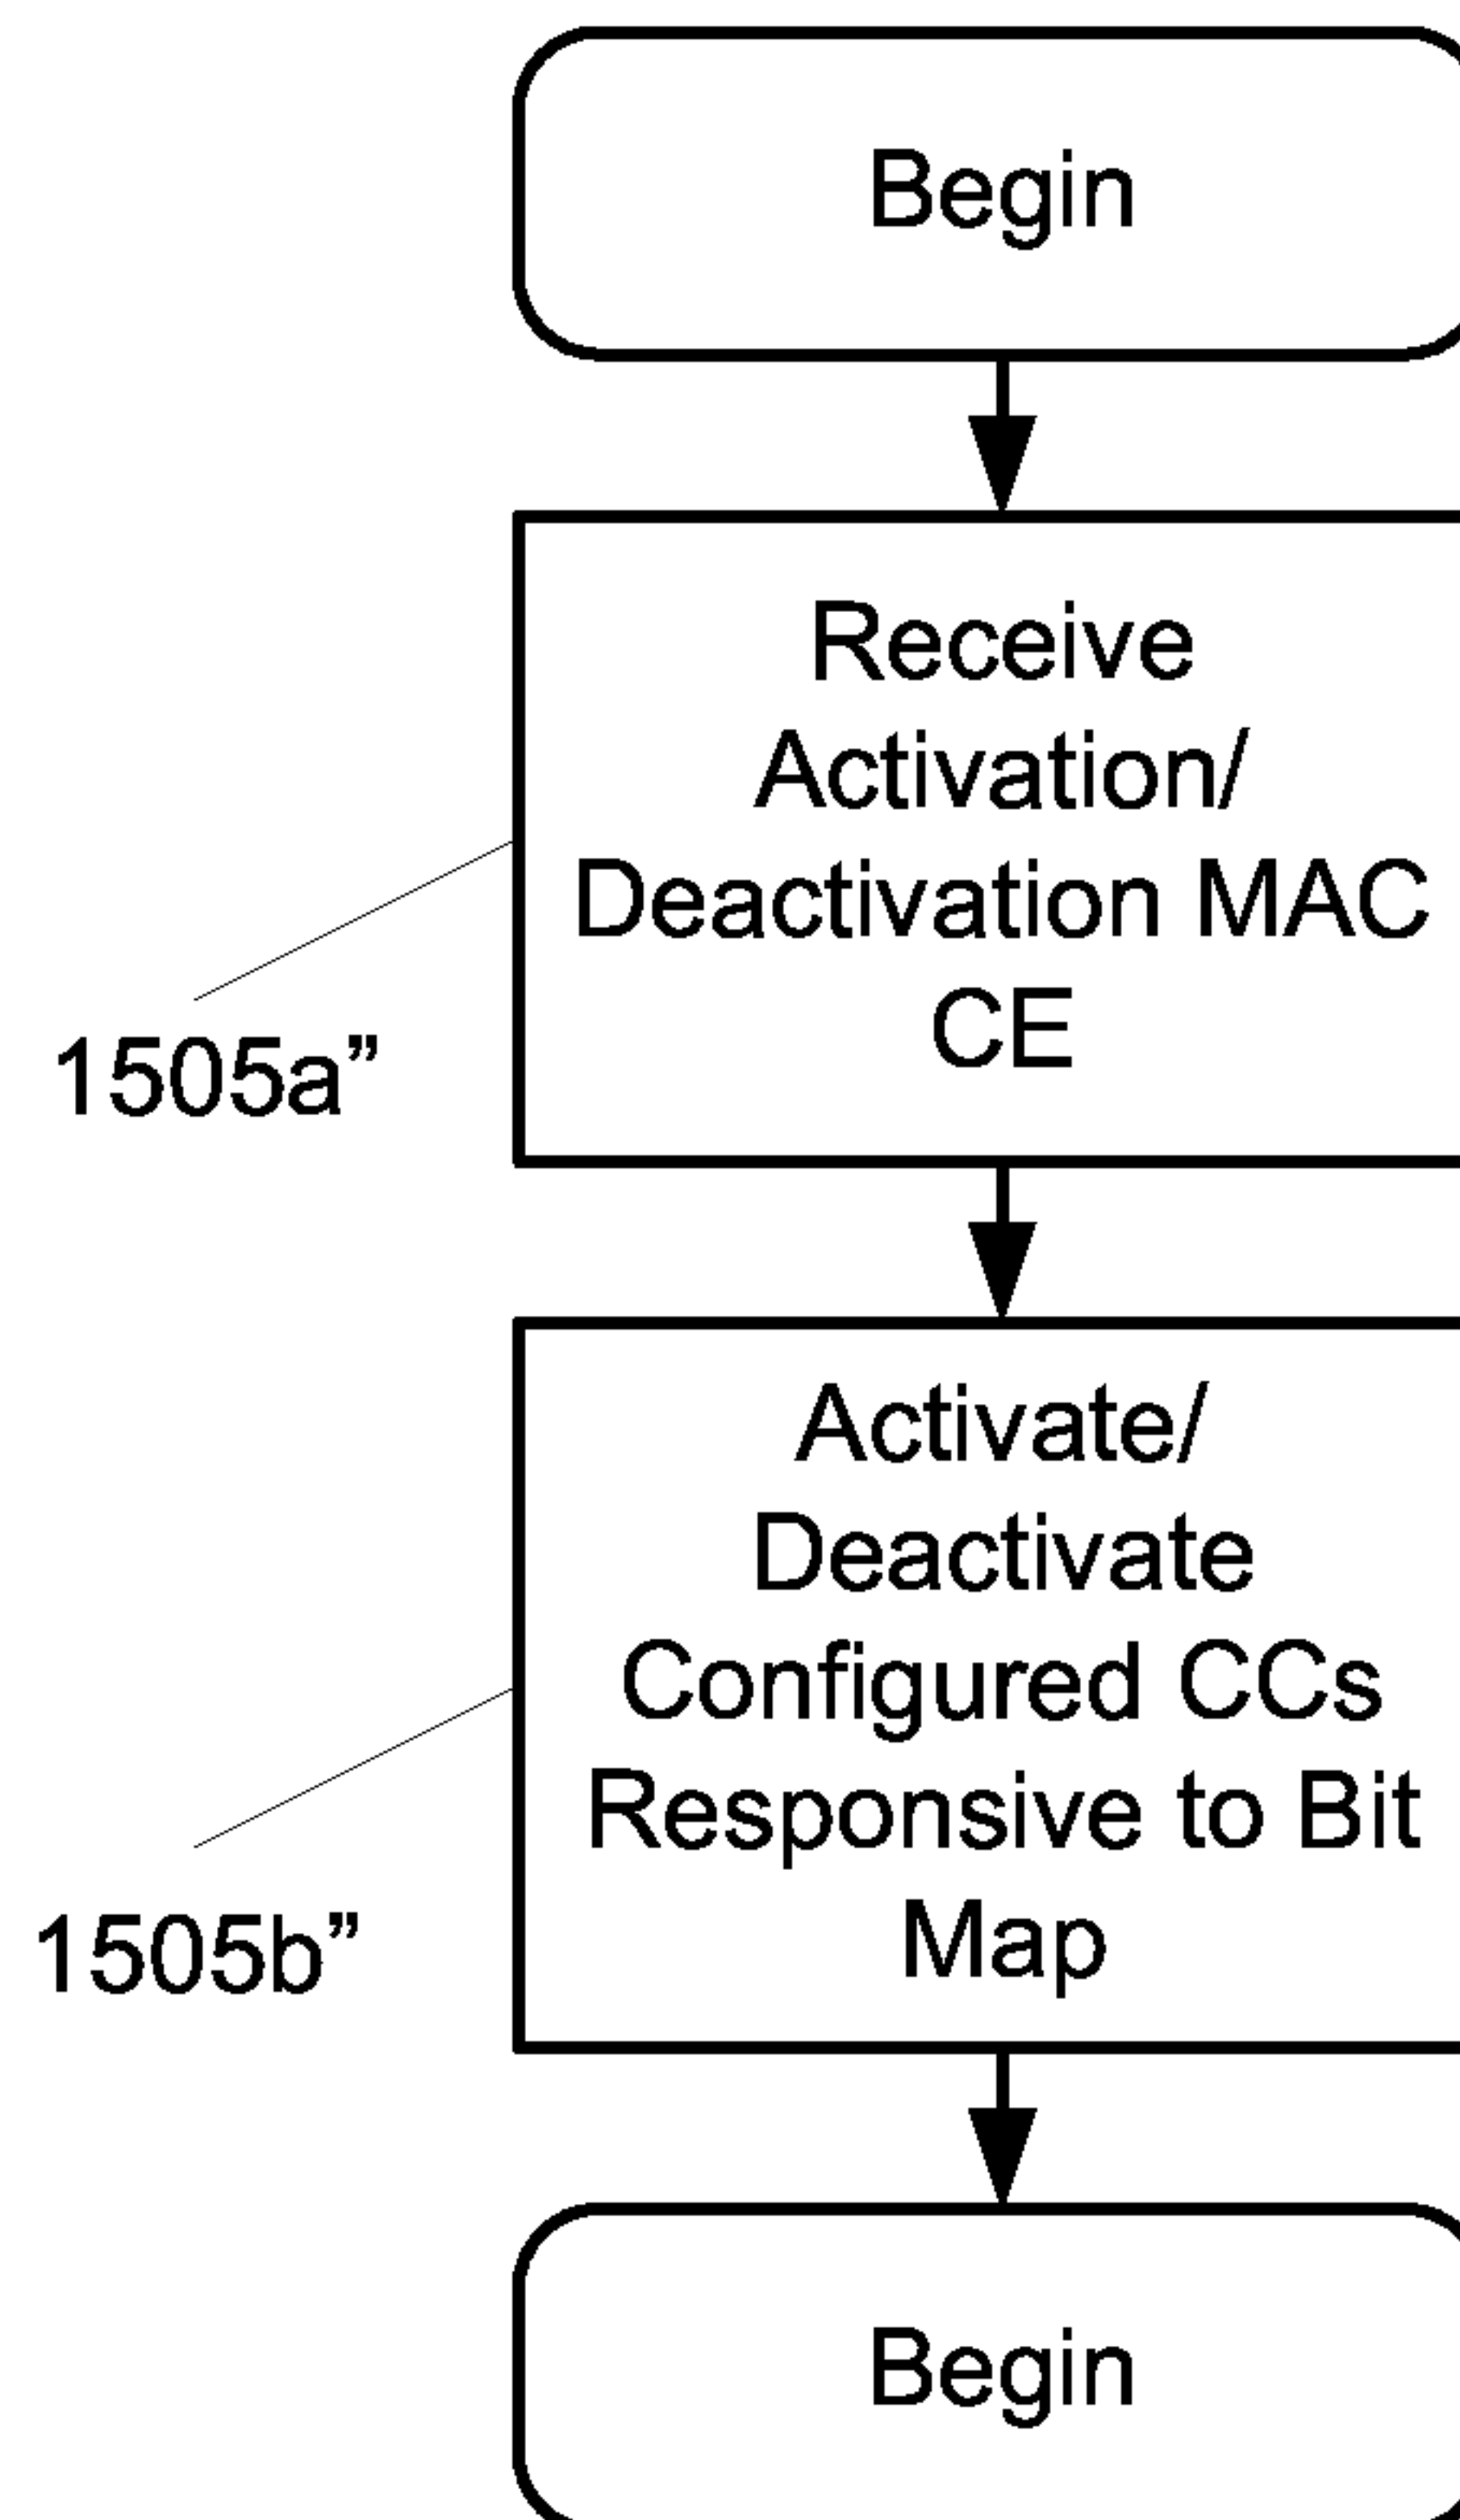 Begin
Receive
Activation/
Deactivation MAC
CE
1505a”
Activate/
Deactivate
Configured CCs
Responsive to Bit
Map
1505b”
Begin